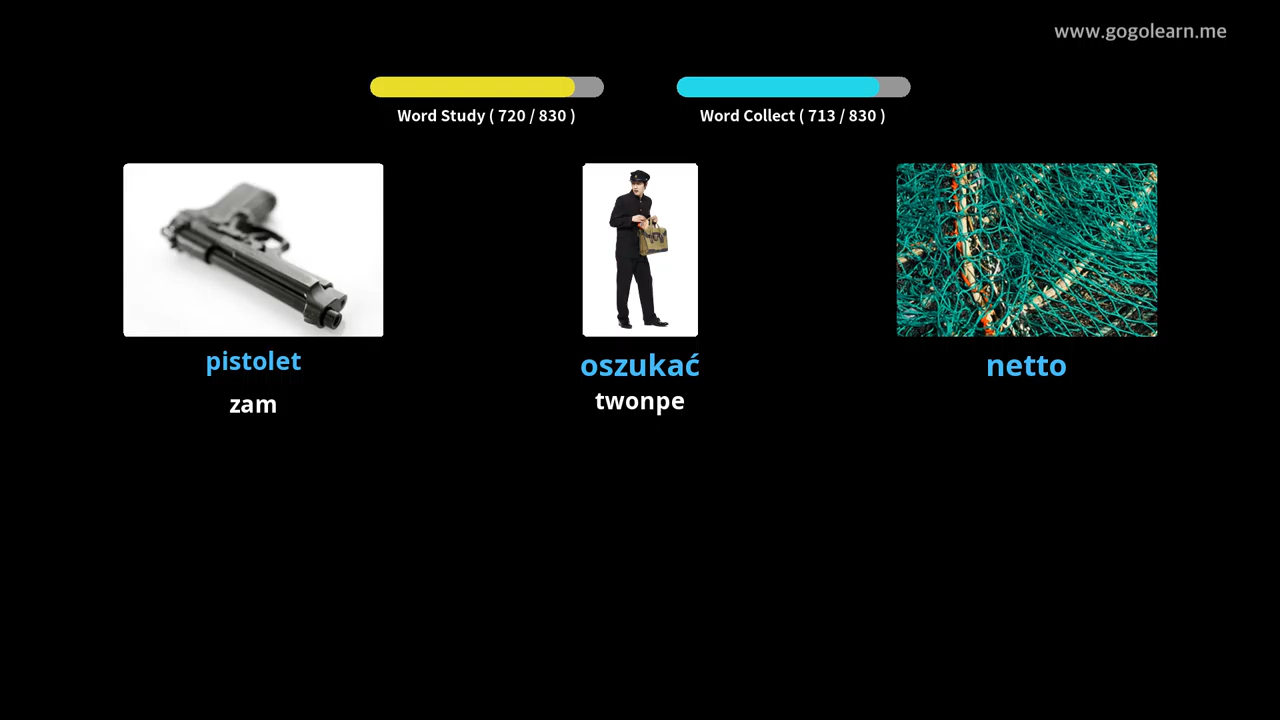 www.gogolearn.me
Word Study ( 720 / 830 )
Word Collect ( 713 / 830 )
pistolet
zam
oszukać
twonpe
netto